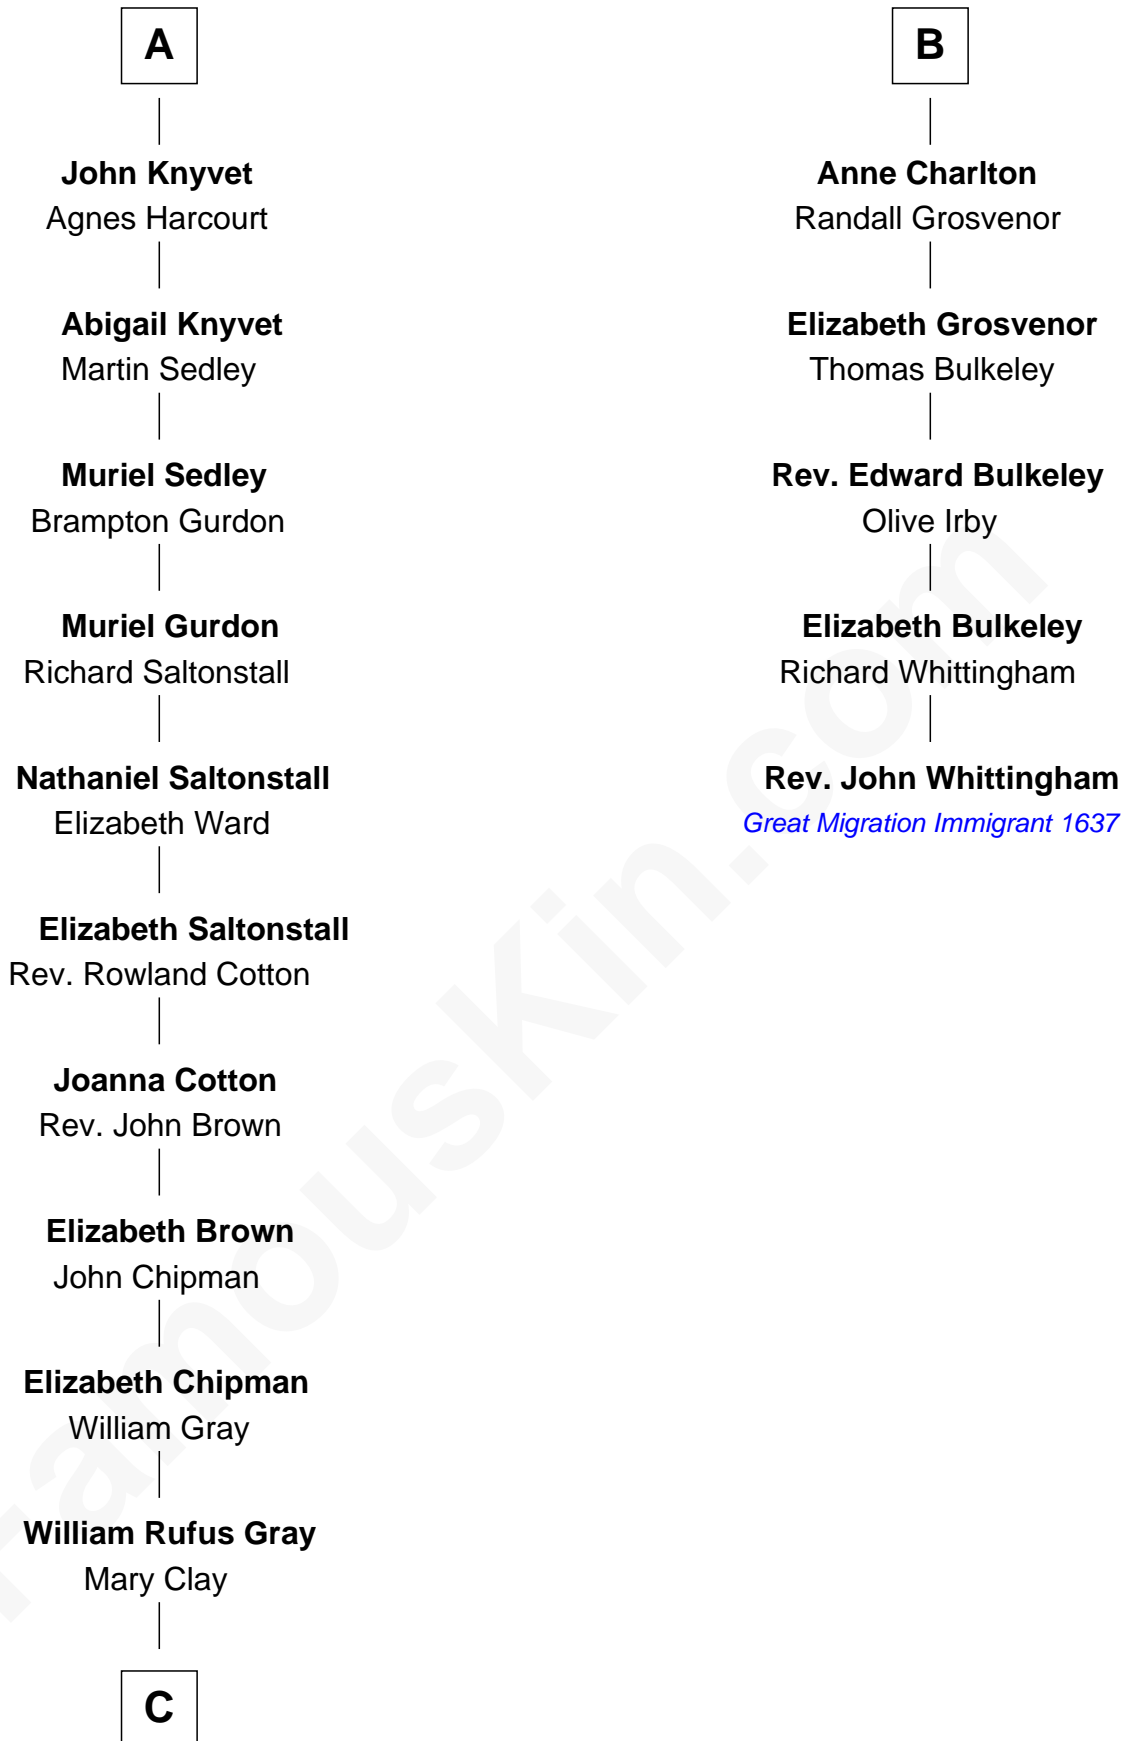 A
John Knyvet
Agnes Harcourt
Abigail Knyvet
Martin Sedley
Muriel Sedley
Brampton Gurdon
Muriel Gurdon
Richard Saltonstall
Nathaniel Saltonstall
Elizabeth Ward
Elizabeth Saltonstall
Rev. Rowland Cotton
Joanna Cotton
Rev. John Brown
Elizabeth Brown
John Chipman
Elizabeth Chipman
William Gray
William Rufus Gray
Mary Clay
C
B
Anne Charlton
Randall Grosvenor
Elizabeth Grosvenor
Thomas Bulkeley
Rev. Edward Bulkeley
Olive Irby
Elizabeth Bulkeley
Richard Whittingham
Rev. John Whittingham
Great Migration Immigrant 1637
FamousKin.com